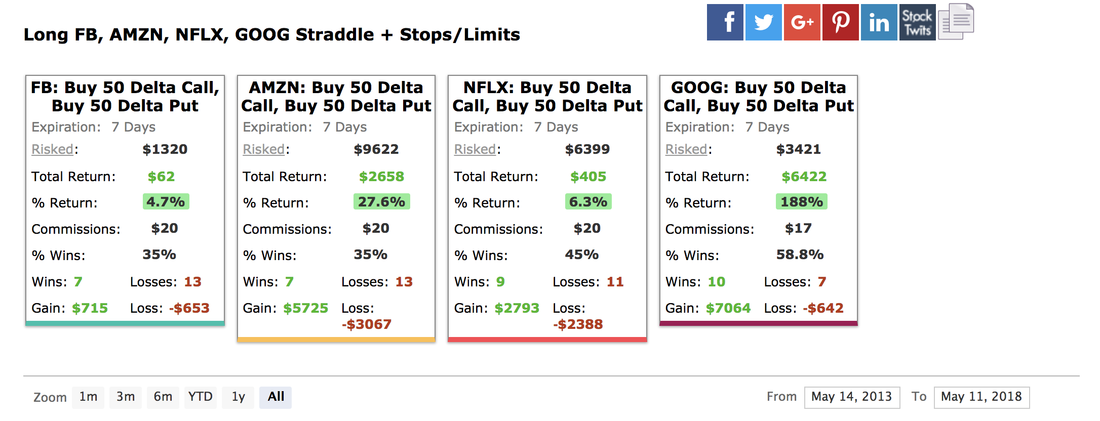 f G+ p in Stock Twits
Long FB, AMZN, NFLX, GOOG Straddle + Stops/Limits
FB: Buy 50 Delta Call,
Buy 50 Delta Put
Expiration: 7 Days
Risked: $1320
Total Return: $62
% Return: 4.7%
Commissions: $20
% Wins: 35%
Wins: 7 Losses: 13
Gain: $715 Loss: -$653
AMZN: Buy 50 Delta
Call, Buy 50 Delta Put
Expiration: 7 Days
Risked: $9622
Total Return: $2658
% Return: 27.6%
Commissions: $20
% Wins: 35%
Wins: 7 Losses: 13
Gain: $5725 Loss:
-$3067
NFLX: Buy 50 Delta
Call, Buy 50 Delta Put
Expiration: 7 Days
Risked: $6399
Total Return: $405
% Return: 6.3%
Commissions: $20
% Wins: 45%
Wins: 9 Losses: 11
Gain: $2793 Loss:
-$2388
GOOG: Buy 50 Delta
Call, Buy 50 Delta Put
Expiration: 7 Days
Risked: $3421
Total Return: $6422
% Return: 188%
Commissions: $17
% Wins: 58.8%
Wins: 10 Losses: 7
Gain: $7064 Loss: -$642
Zoom 1m 3m 6m YTD 1y All From May 14, 2013 To May 11, 2018